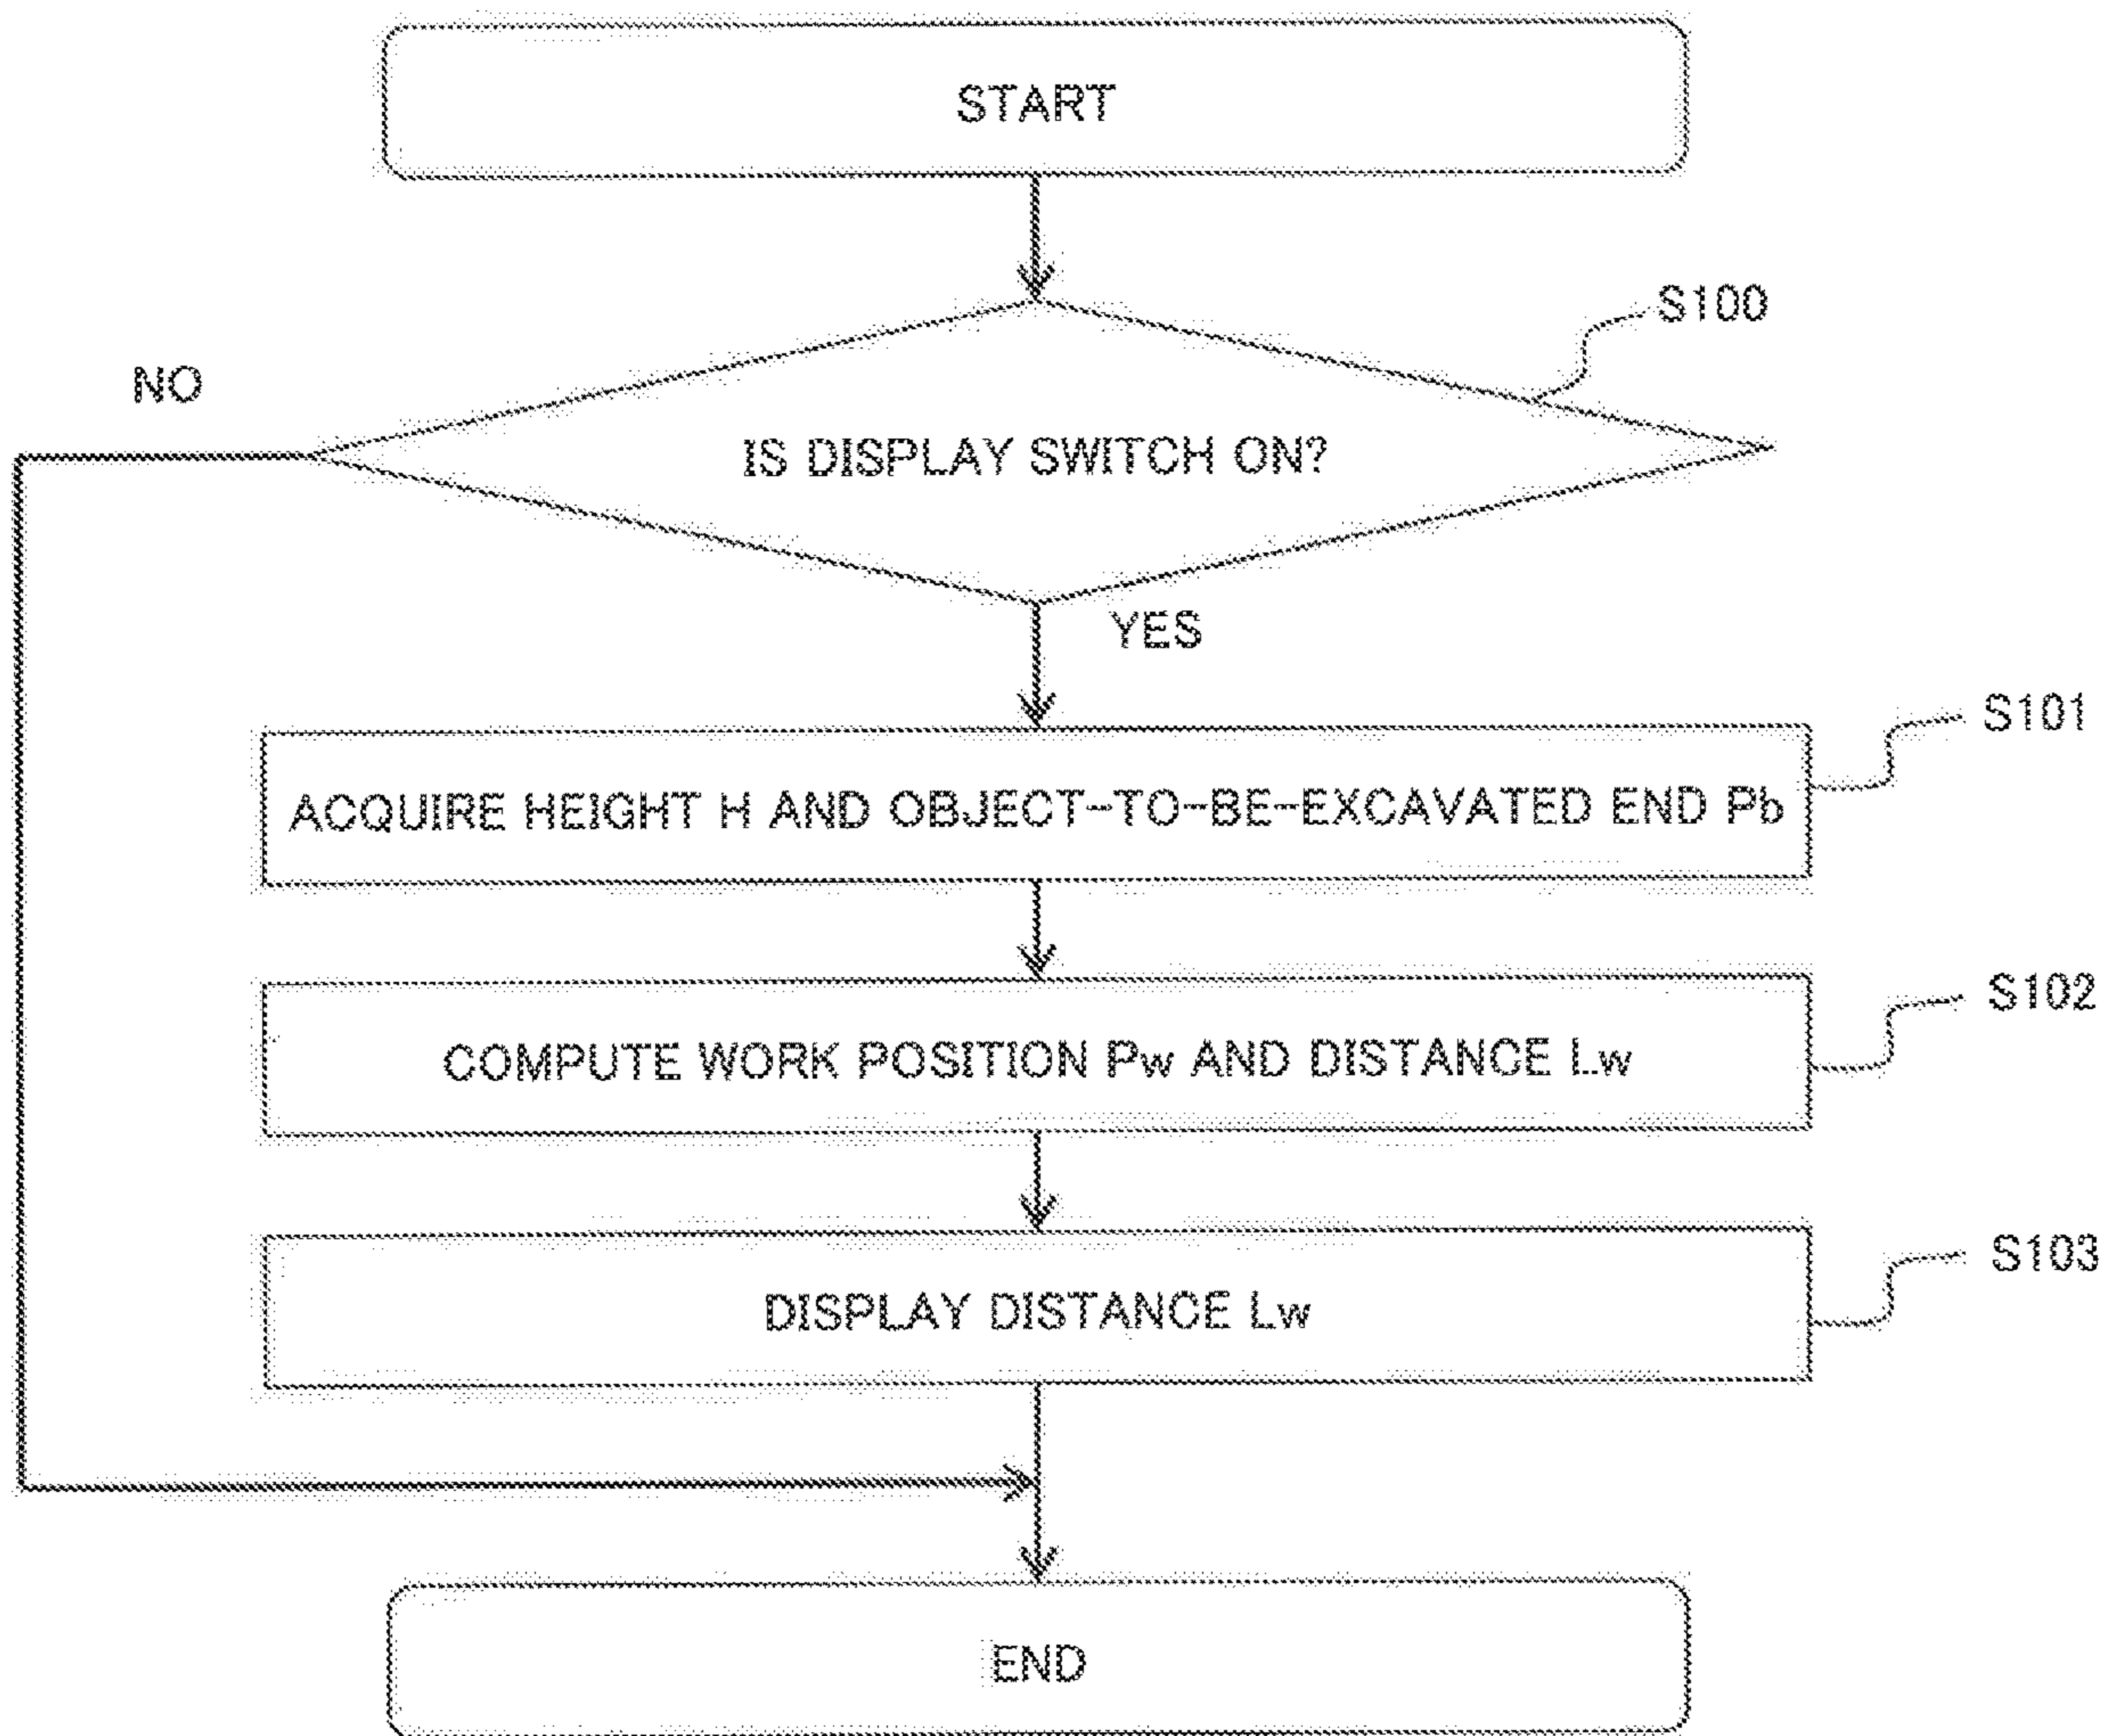 START
S100
NO
IS DISPLAY SWITCH ON?
YES
S101
ACQUIRE HEIGHT H AND OBJECT-TO-BE-EXCAVATED END Pb
S102
COMPUTE WORK POSITION Pw AND DISTANCE Lw
S103
DISPLAY DISTANCE Lw
END